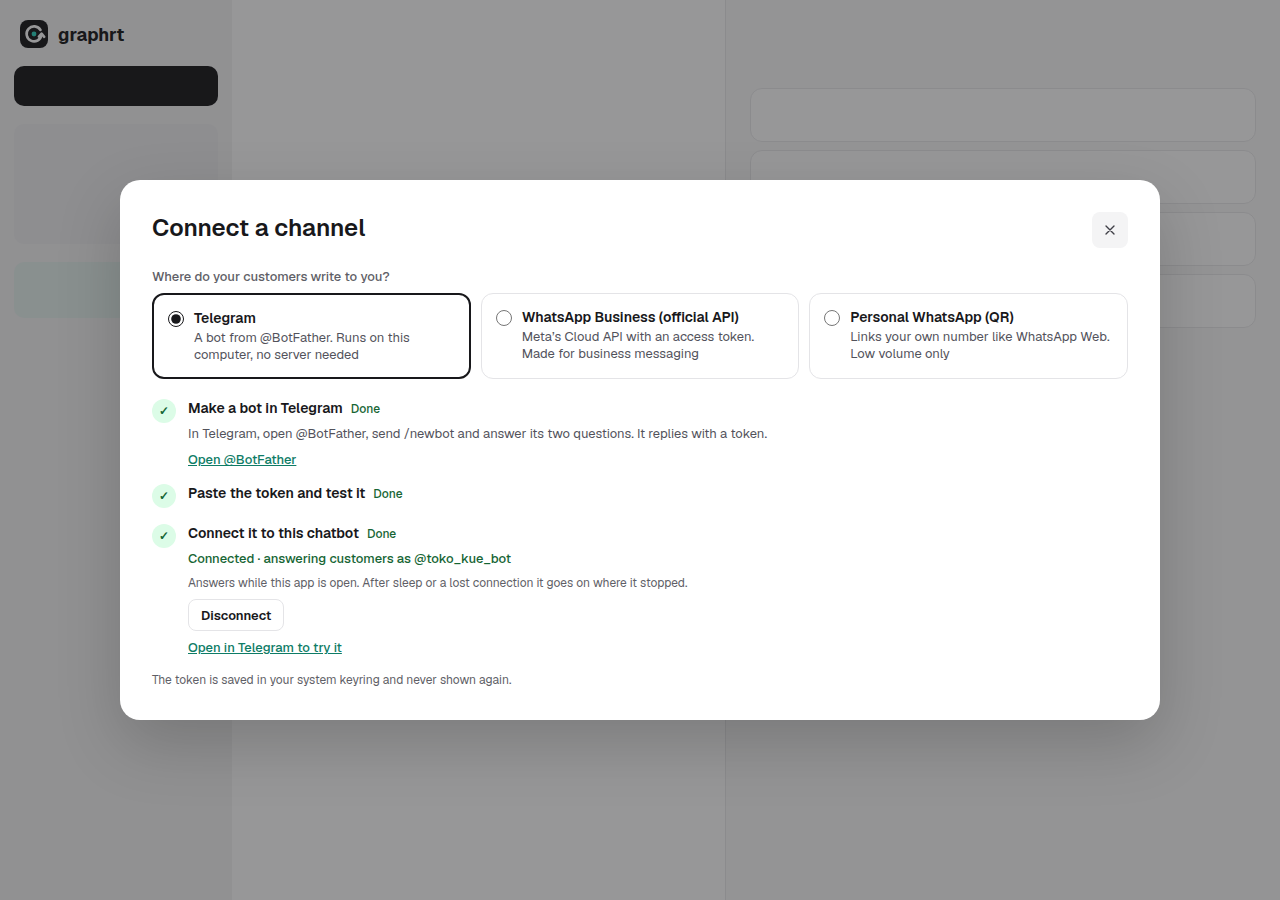 graphrt
Connect a channel
Where do your customers write to you?
Telegram
A bot from @BotFather. Runs on this
computer, no server needed
WhatsApp Business (official API)
Meta's Cloud API with an access token.
Made for business messaging
Personal WhatsApp (QR)
Links your own number like WhatsApp Web.
Low volume only
✓ Make a bot in Telegram Done
In Telegram, open @BotFather, send /newbot and answer its two questions. It replies with a token.
Open @BotFather
✓ Paste the token and test it Done
✓ Connect it to this chatbot Done
Connected · answering customers as @toko_kue_bot
Answers while this app is open. After sleep or a lost connection it goes on where it stopped.
Disconnect
Open in Telegram to try it
The token is saved in your system keyring and never shown again.